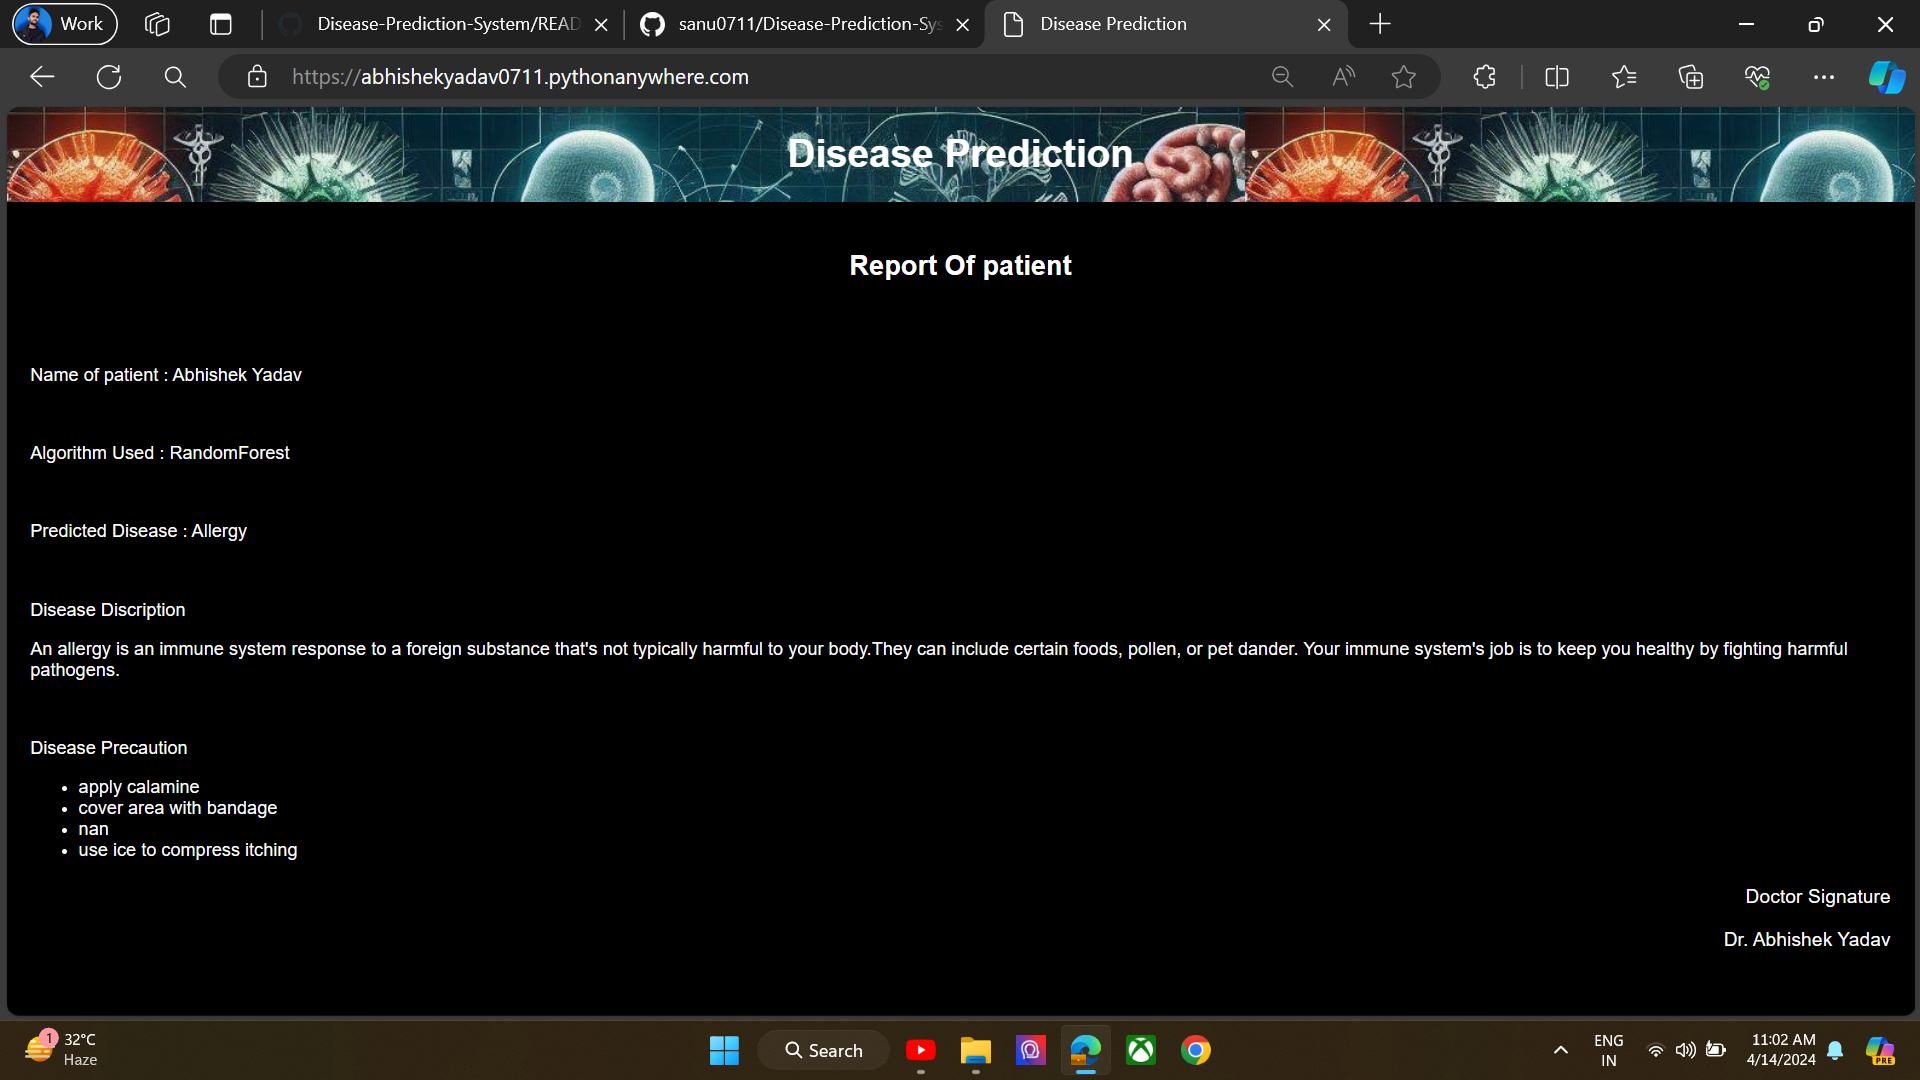 Work
Disease-Prediction-System/READ
sanu0711/Disease-Prediction-Sys
Disease Prediction
https://abhishekyadav0711.pythonanywhere.com
Disease Prediction
Report Of patient
Name of patient : Abhishek Yadav
Algorithm Used : RandomForest
Predicted Disease : Allergy
Disease Discription
An allergy is an immune system response to a foreign substance that's not typically harmful to your body.They can include certain foods, pollen, or pet dander. Your immune system's job is to keep you healthy by fighting harmful
pathogens.
Disease Precaution
• apply calamine
• cover area with bandage
• nan
• use ice to compress itching
Doctor Signature
Dr. Abhishek Yadav
1
32°C
Haze
Search
ENG
IN
11:02 AM
4/14/2024
PRE